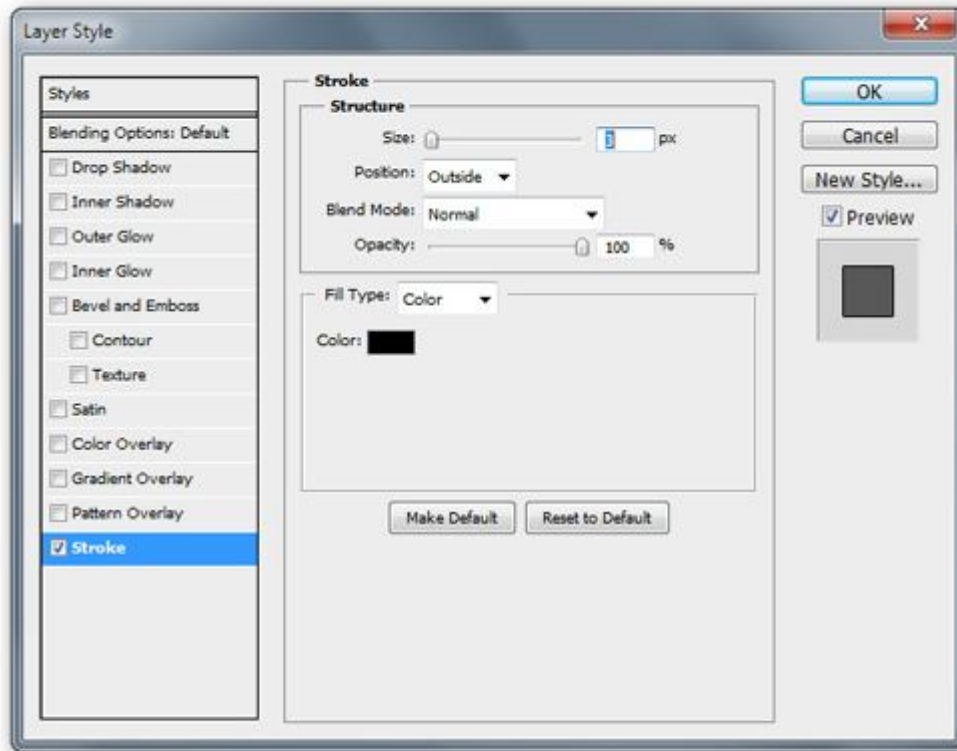 Layer Style
Styles
Blending Options: Default
Drop Shadow
Inner Shadow
Outer Glow
Inner Glow
Bevel and Emboss
Contour
Texture
Satin
Color Overlay
Gradient Overlay
Pattern Overlay
Stroke
Stroke
Structure
Size: 3 px
Position: Outside
Blend Mode: Normal
Opacity: 100 %
Fill Type: Color
Color:
Make Default Reset to Default
OK
Cancel
New Style...
Preview